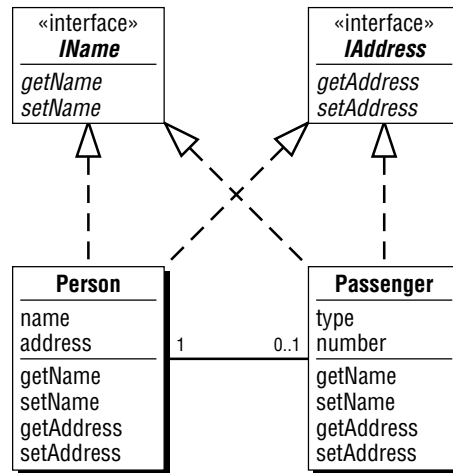 «interface»
IName
getName
setName
«interface»
IAddress
getAddress
setAddress
Person
name
address
getName
setName
getAddress
setAddress
1
0..1
Passenger
type
number
getName
setName
getAddress
setAddress